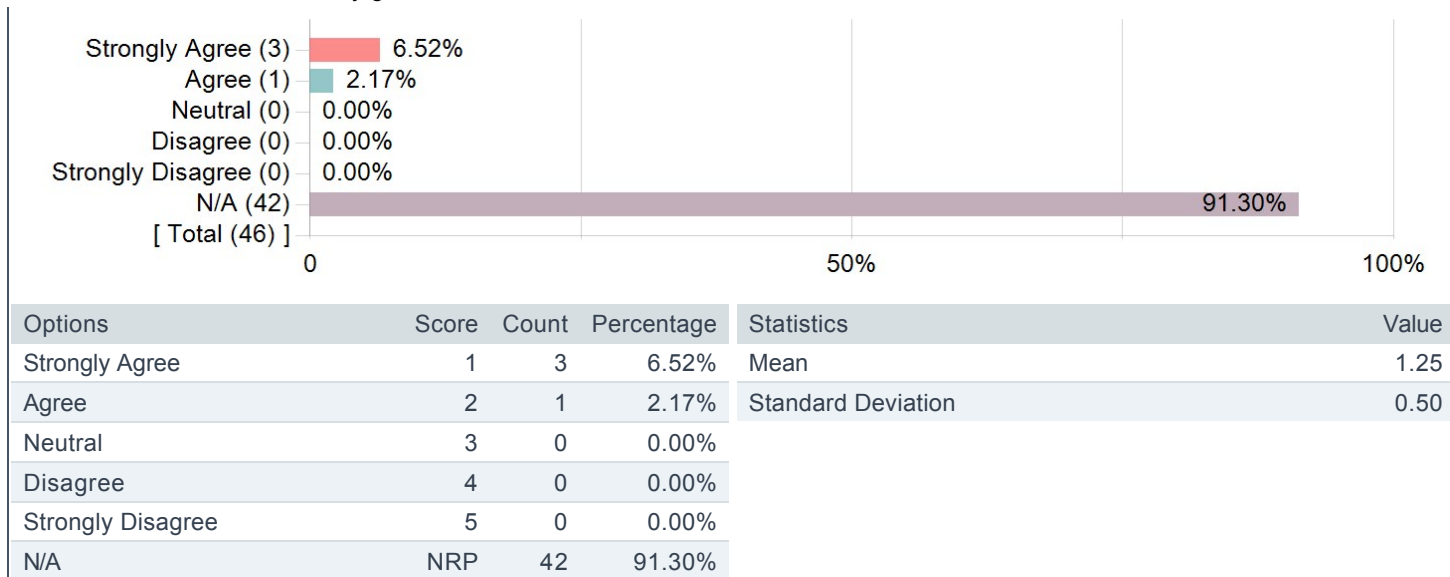 Strongly Agree (3) 6.52%
Agree (1) 2.17%
Neutral (0) 0.00%
Disagree (0) 0.00%
Strongly Disagree (0) 0.00%
N/A (42) 91.30%
[ Total (46) ]
0 50% 100%
Options Score Count Percentage Statistics Value
Strongly Agree 1 3 6.52% Mean 1.25
Agree 2 1 2.17% Standard Deviation 0.50
Neutral 3 0 0.00%
Disagree 4 0 0.00%
Strongly Disagree 5 0 0.00%
N/A NRP 42 91.30%